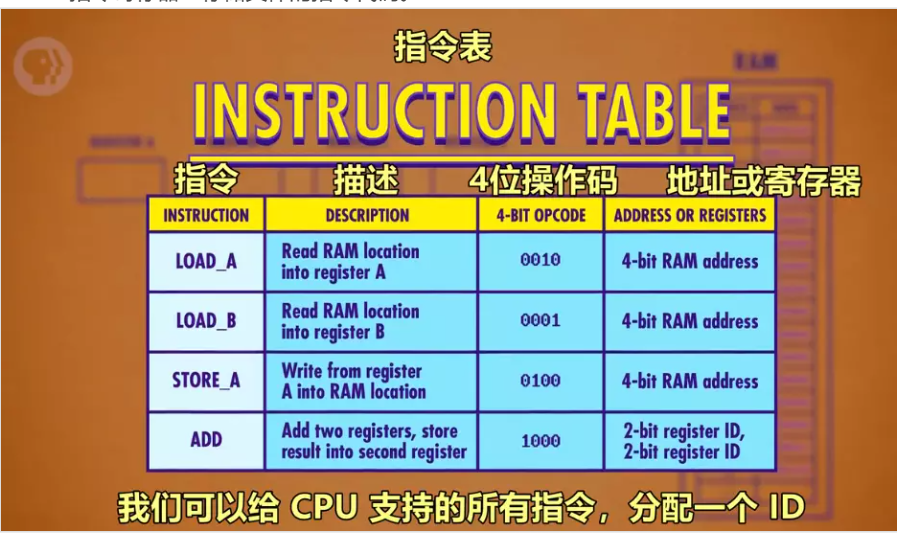 指令表
RAM
INSTRUCTION TABLE
指令 描述 4位操作码 地址或寄存器
INSTRUCTION DESCRIPTION 4-BIT OPCODE ADDRESS OR REGISTERS
LOAD_A Read RAM location into register A 0010 4-bit RAM address
LOAD_B Read RAM location into register B 0001 4-bit RAM address
STORE_A Write from register A into RAM location 0100 4-bit RAM address
ADD Add two registers, store result into second register 1000 2-bit register ID, 2-bit register ID
我们可以给 CPU 支持的所有指令，分配一个 ID